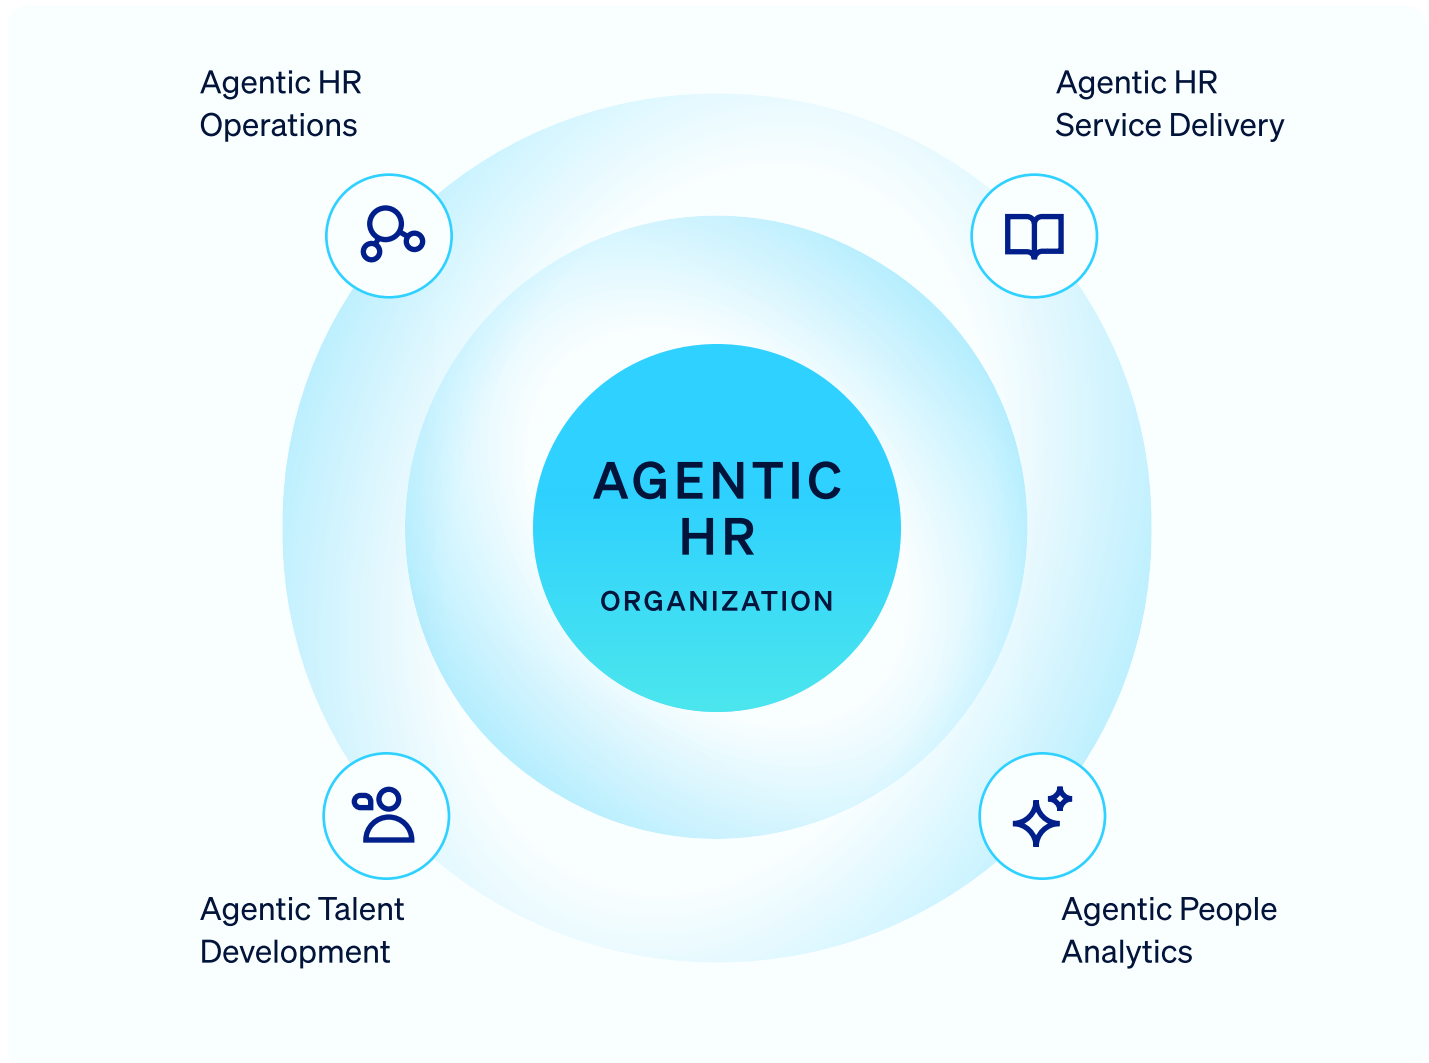 Agentic HR
Operations
Agentic HR
Service Delivery
AGENTIC
HR
ORGANIZATION
Agentic Talent
Development
Agentic People
Analytics